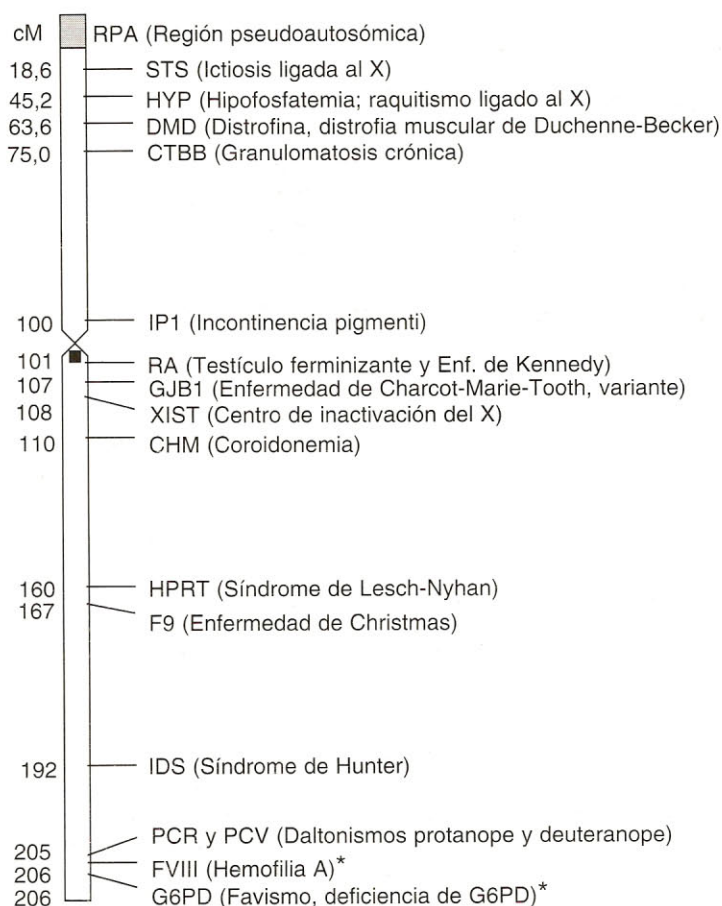 cM RPA (Región pseudoautosómica)
18,6 STS (Ictiosis ligada al X)
45,2 HYP (Hipofosfatemia; raquitismo ligado al X)
63,6 DMD (Distrofina, distrofia muscular de Duchenne-Becker)
75,0 CTBB (Granulomatosis crónica)
100 IP1 (Incontinencia pigmenti)
101 RA (Testículo ferminizante y Enf. de Kennedy)
107 GJB1 (Enfermedad de Charcot-Marie-Tooth, variante)
108 XIST (Centro de inactivación del X)
110 CHM (Coroidonemia)
160 HPRT (Síndrome de Lesch-Nyhan)
167 F9 (Enfermedad de Christmas)
192 IDS (Síndrome de Hunter)
205 PCR y PCV (Daltonismos protanope y deuteranope)
206 FVIII (Hemofilia A)*
206 G6PD (Favismo, deficiencia de G6PD)*